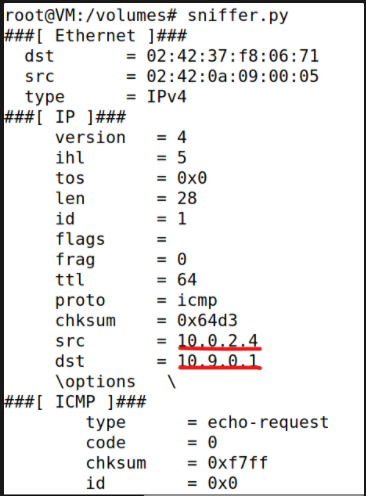 root@VM:/volumes# sniffer.py
###[ Ethernet ]###
  dst       = 02:42:37:f8:06:71
  src       = 02:42:0a:09:00:05
  type      = IPv4
###[ IP ]###
     version   = 4
     ihl       = 5
     tos       = 0x0
     len       = 28
     id        = 1
     flags     =
     frag      = 0
     ttl       = 64
     proto     = icmp
     chksum    = 0x64d3
     src       = 10.0.2.4
     dst       = 10.9.0.1
     \options   \
###[ ICMP ]###
        type      = echo-request
        code      = 0
        chksum    = 0xf7ff
        id        = 0x0